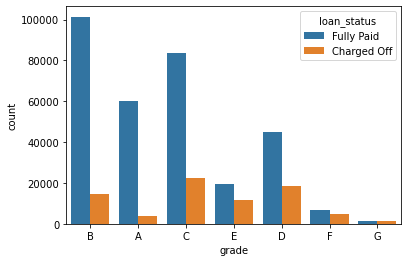 loan_status
Fully Paid
Charged Off
count
100000
80000
60000
40000
20000
0
B A C E D F G
grade